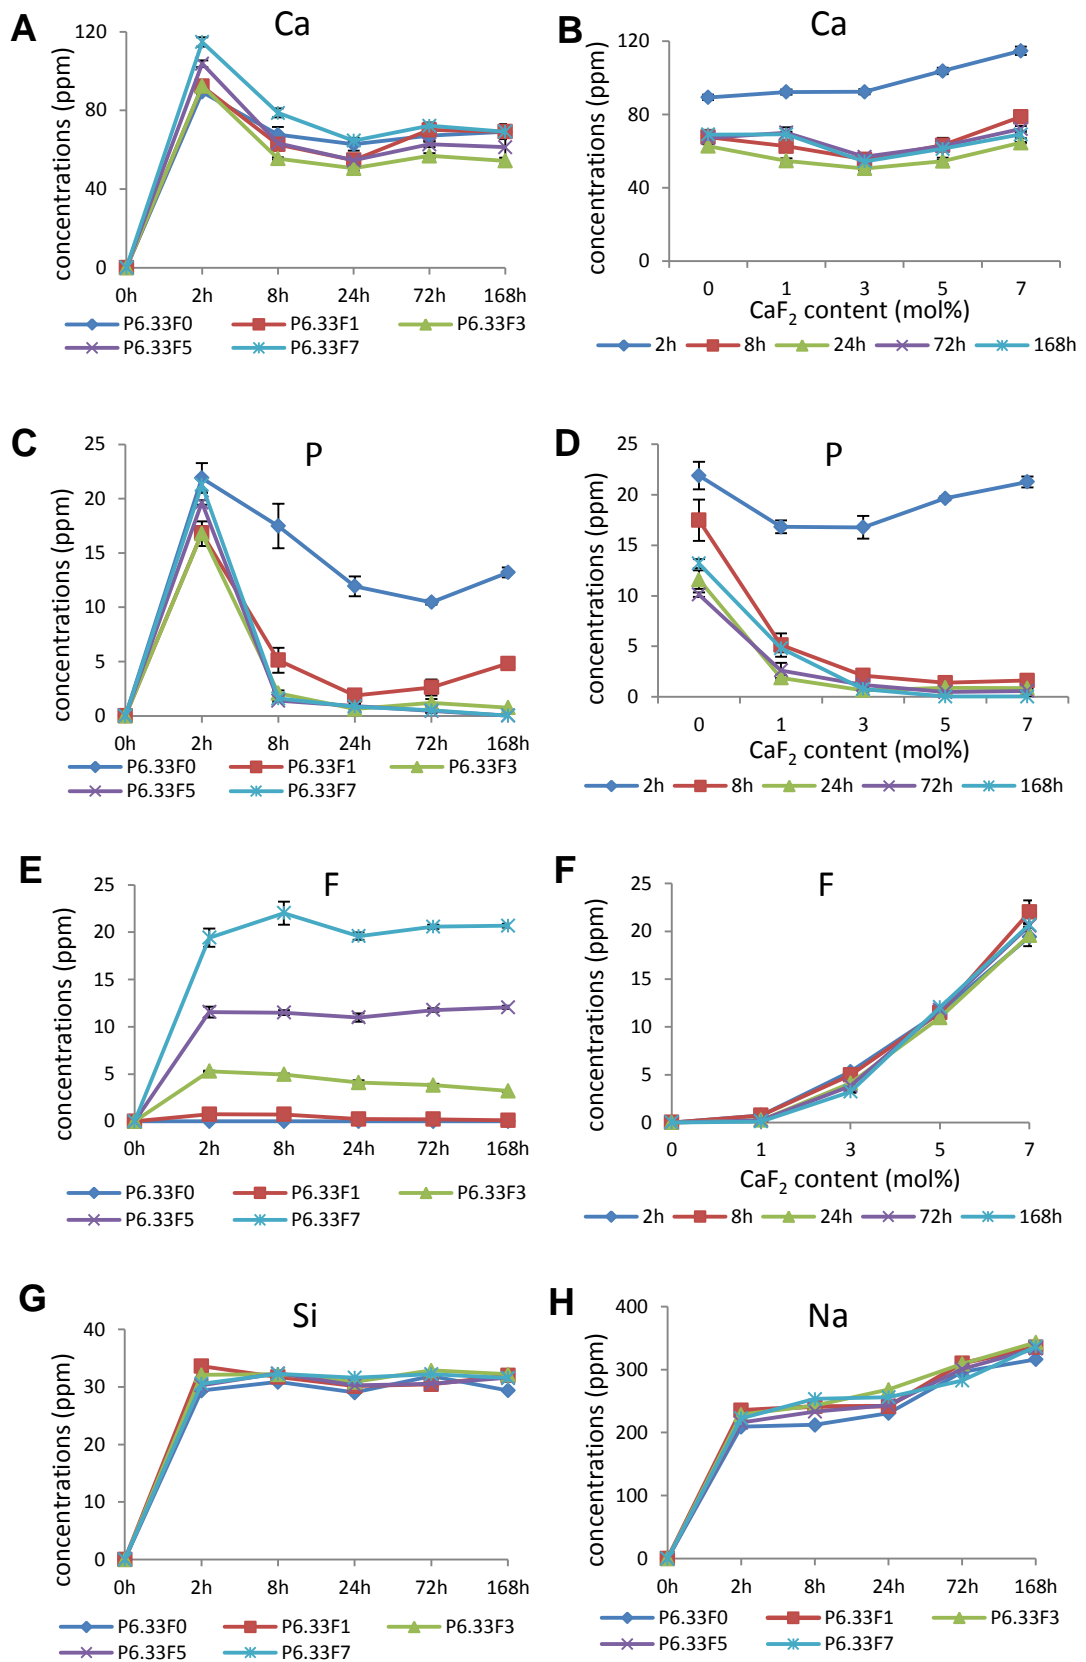 A
Ca
concentrations (ppm)
120
80
40
0
0h 2h 8h 24h 72h 168h
P6.33F0 P6.33F1 P6.33F3
P6.33F5 P6.33F7
B
Ca
concentrations (ppm)
120
80
40
0
0 1 3 5 7
CaF2 content (mol%)
2h 8h 24h 72h 168h
C
P
concentrations (ppm)
25
20
15
10
5
0
0h 2h 8h 24h 72h 168h
P6.33F0 P6.33F1 P6.33F3
P6.33F5 P6.33F7
D
P
concentrations (ppm)
25
20
15
10
5
0
0 1 3 5 7
CaF2 content (mol%)
2h 8h 24h 72h 168h
E
F
concentrations (ppm)
25
20
15
10
5
0
0h 2h 8h 24h 72h 168h
P6.33F0 P6.33F1 P6.33F3
P6.33F5 P6.33F7
F
F
concentrations (ppm)
25
20
15
10
5
0
0 1 3 5 7
CaF2 content (mol%)
2h 8h 24h 72h 168h
G
Si
concentrations (ppm)
40
30
20
10
0
0h 2h 8h 24h 72h 168h
P6.33F0 P6.33F1 P6.33F3
P6.33F5 P6.33F7
H
Na
concentrations (ppm)
400
300
200
100
0
0h 2h 8h 24h 72h 168h
P6.33F0 P6.33F1 P6.33F3
P6.33F5 P6.33F7